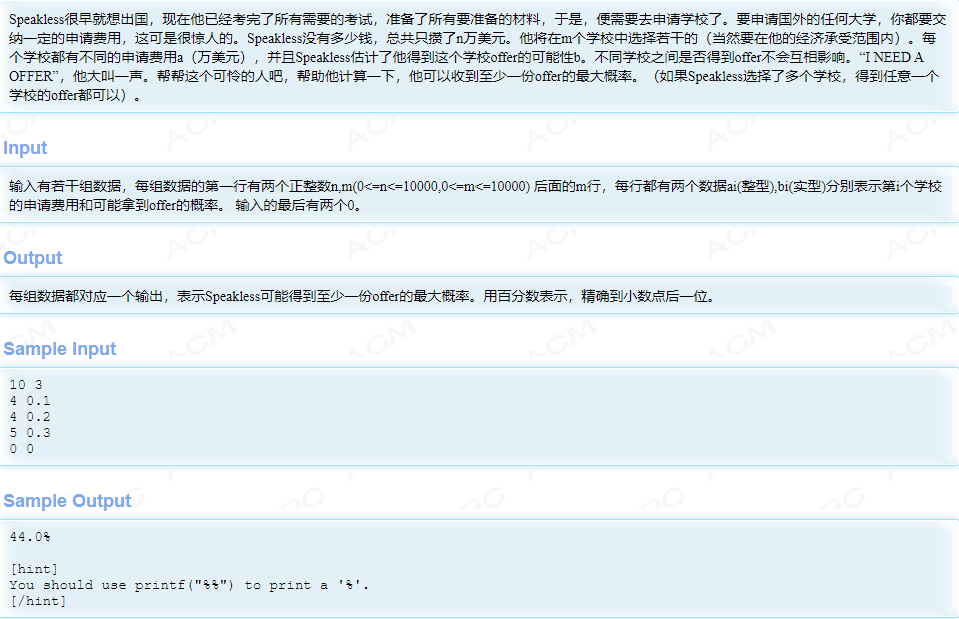 Speakless很早就想出国，现在他已经考完了所有需要的考试，准备了所有要准备的材料，于是，便需要去申请学校了。要申请国外的任何大学，你都要交
纳一定的申请费用，这可是很惊人的。Speakless没有多少钱，总共只攒了n万美元。他将在m个学校中选择若干的（当然要在他的经济承受范围内）。每
个学校都有不同的申请费用a（万美元），并且Speakless估计了他得到这个学校offer的可能性b。不同学校之间是否得到offer不会互相影响。“I NEED A
OFFER”，他大叫一声。帮帮这个可怜的人吧，帮助他计算一下，他可以收到至少一份offer的最大概率。（如果Speakless选择了多个学校，得到任意一个
学校的offer都可以）。
Input
输入有若干组数据，每组数据的第一行有两个正整数n,m(0<=n<=10000,0<=m<=10000) 后面的m行，每行都有两个数据ai(整型),bi(实型)分别表示第i个学校
的申请费用和可能拿到offer的概率。 输入的最后有两个0。
Output
每组数据都对应一个输出，表示Speakless可能得到至少一份offer的最大概率。用百分数表示，精确到小数点后一位。
Sample Input
10 3
4 0.1
4 0.2
5 0.3
0 0
Sample Output
44.0%
[hint]
You should use printf("%%") to print a '%'.
[/hint]